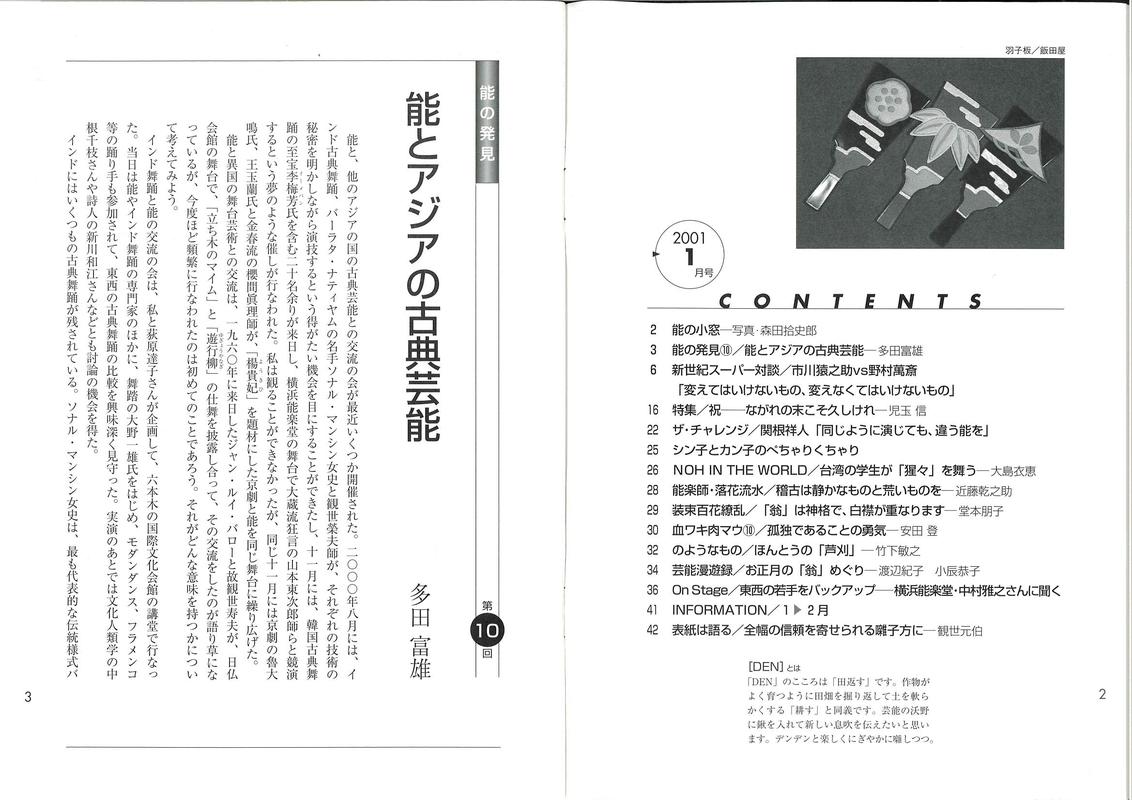 羽子板／飯田屋
2001
1
月号
CONTENTS
2 能の小窓―写真・森田拾史郎
3 能の発見⑩／能とアジアの古典芸能―多田富雄
6 新世紀スーパー対談／市川猿之助vs野村萬斎
「変えてはいけないもの、変えなくてはいけないもの」
16 特集／祝――ながれの末こそ久しけれ―児玉 信
22 ザ・チャレンジ／関根祥人「同じように演じても、違う能を」
25 シン子とカン子のぺちゃりくちゃり
26 NOH IN THE WORLD／台湾の学生が「猩々」を舞う―大島衣恵
28 能楽師・落花流水／稽古は静かなものと荒いものを―近藤乾之助
29 装束百花繚乱／「翁」は神格で、白襟が重なります―堂本朋子
30 血ワキ肉マウ⑩／孤独であることの勇気―安田 登
32 のようなもの／ほんとうの「芦刈」―竹下敏之
34 芸能漫遊録／お正月の「翁」めぐり―渡辺紀子 小辰恭子
36 On Stage／東西の若手をバックアップ―横浜能楽堂・中村雅之さんに聞く
41 INFORMATION／1▶2月
42 表紙は語る／全幅の信頼を寄せられる囃子方に―観世元伯
[DEN]とは
「DEN」のこころは「田返す」です。作物が
よく育つように田畑を掘り返して土を軟ら
かくする「耕す」と同義です。芸能の沃野
に鍬を入れて新しい息吹を伝えたいと思い
ます。デンデンと楽しくにぎやかに囃しつつ。
2
能の発見
第10回
能とアジアの古典芸能
多田富雄
能と、他のアジアの国の古典芸能との交流の会が最近いくつか開催された。二〇〇〇年八月には、イ
ンド古典舞踊、バーラタ・ナティヤムの名手ソナル・マンシン女史と観世榮夫師が、それぞれの技術の
秘密を明かしながら演技するという得がたい機会を目にすることができたし、十一月には、韓国古典舞
踊の至宝李梅芳氏を含む二十名余りが来日し、横浜能楽堂の舞台で大蔵流狂言の山本東次郎師らと競演
するという夢のような催しが行なわれた。私は観ることができなかったが、同じ十一月には京劇の魯大
鳴氏、王玉蘭氏と金春流の櫻間眞理師が、「楊貴妃」を題材にした京劇と能を同じ舞台に繰り広げた。
能と異国の舞台芸術との交流は、一九六〇年に来日したジャン・ルイ・バローと故観世寿夫が、日仏
会館の舞台で、「立ち木のマイム」と「遊行柳」の仕舞を披露し合って、その交流をしたのが語り草にな
っているが、今度ほど頻繁に行なわれたのは初めてのことであろう。それがどんな意味を持つかについ
て考えてみよう。
インド舞踊と能の交流の会は、私と荻原達子さんが企画して、六本木の国際文化会館の講堂で行なっ
た。当日は能やインド舞踊の専門家のほかに、舞踏の大野一雄氏をはじめ、モダンダンス、フラメンコ
等の踊り手も参加されて、東西の古典舞踊の比較を興味深く見守った。実演のあとでは文化人類学の中
根千枝さんや詩人の新川和江さんなどとも討論の機会を得た。
インドにはいくつもの古典舞踊が残されている。ソナル・マンシン女史は、最も代表的な伝統様式バ
3